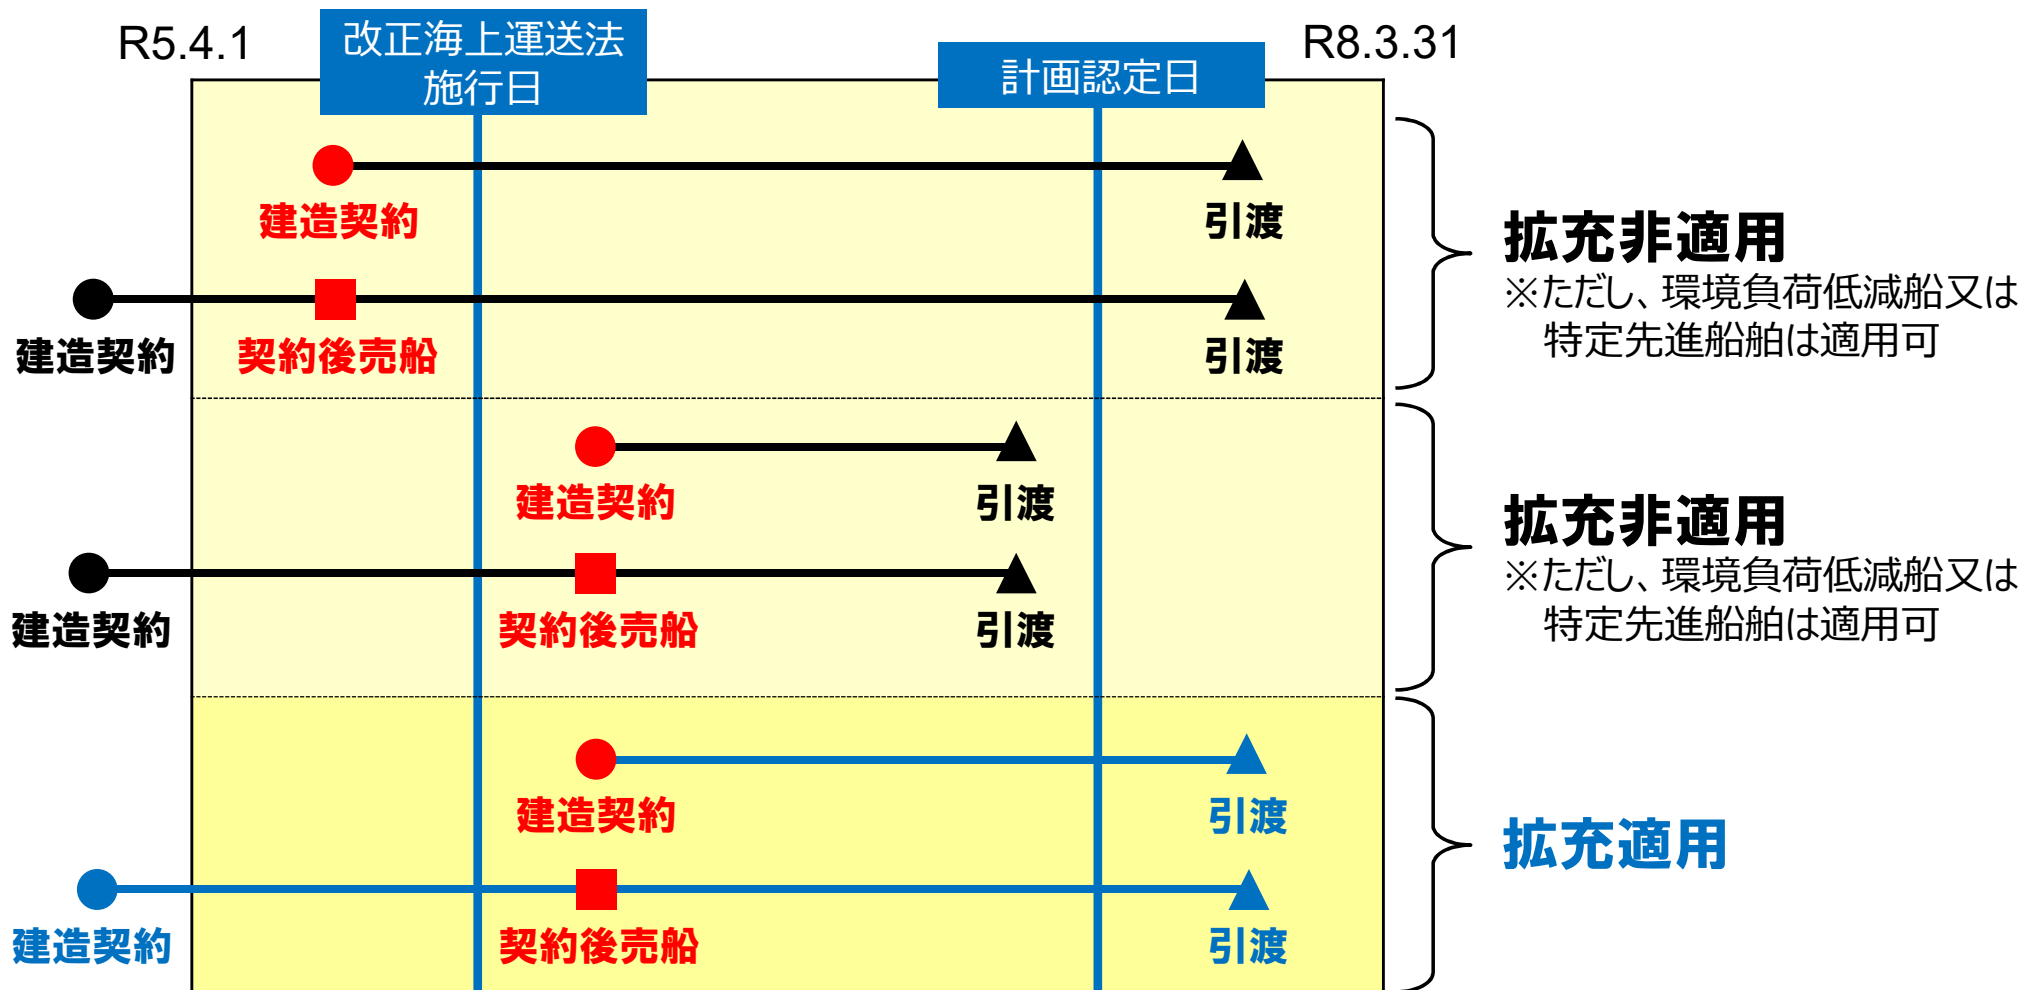 R5.4.1
改正海上運送法
施行日
計画認定日
R8.3.31
建造契約
引渡
建造契約
契約後売船
引渡
拡充非適用
※ただし、環境負荷低減船又は
特定先進船舶は適用可
建造契約
引渡
建造契約
契約後売船
引渡
拡充非適用
※ただし、環境負荷低減船又は
特定先進船舶は適用可
建造契約
引渡
建造契約
契約後売船
引渡
拡充適用